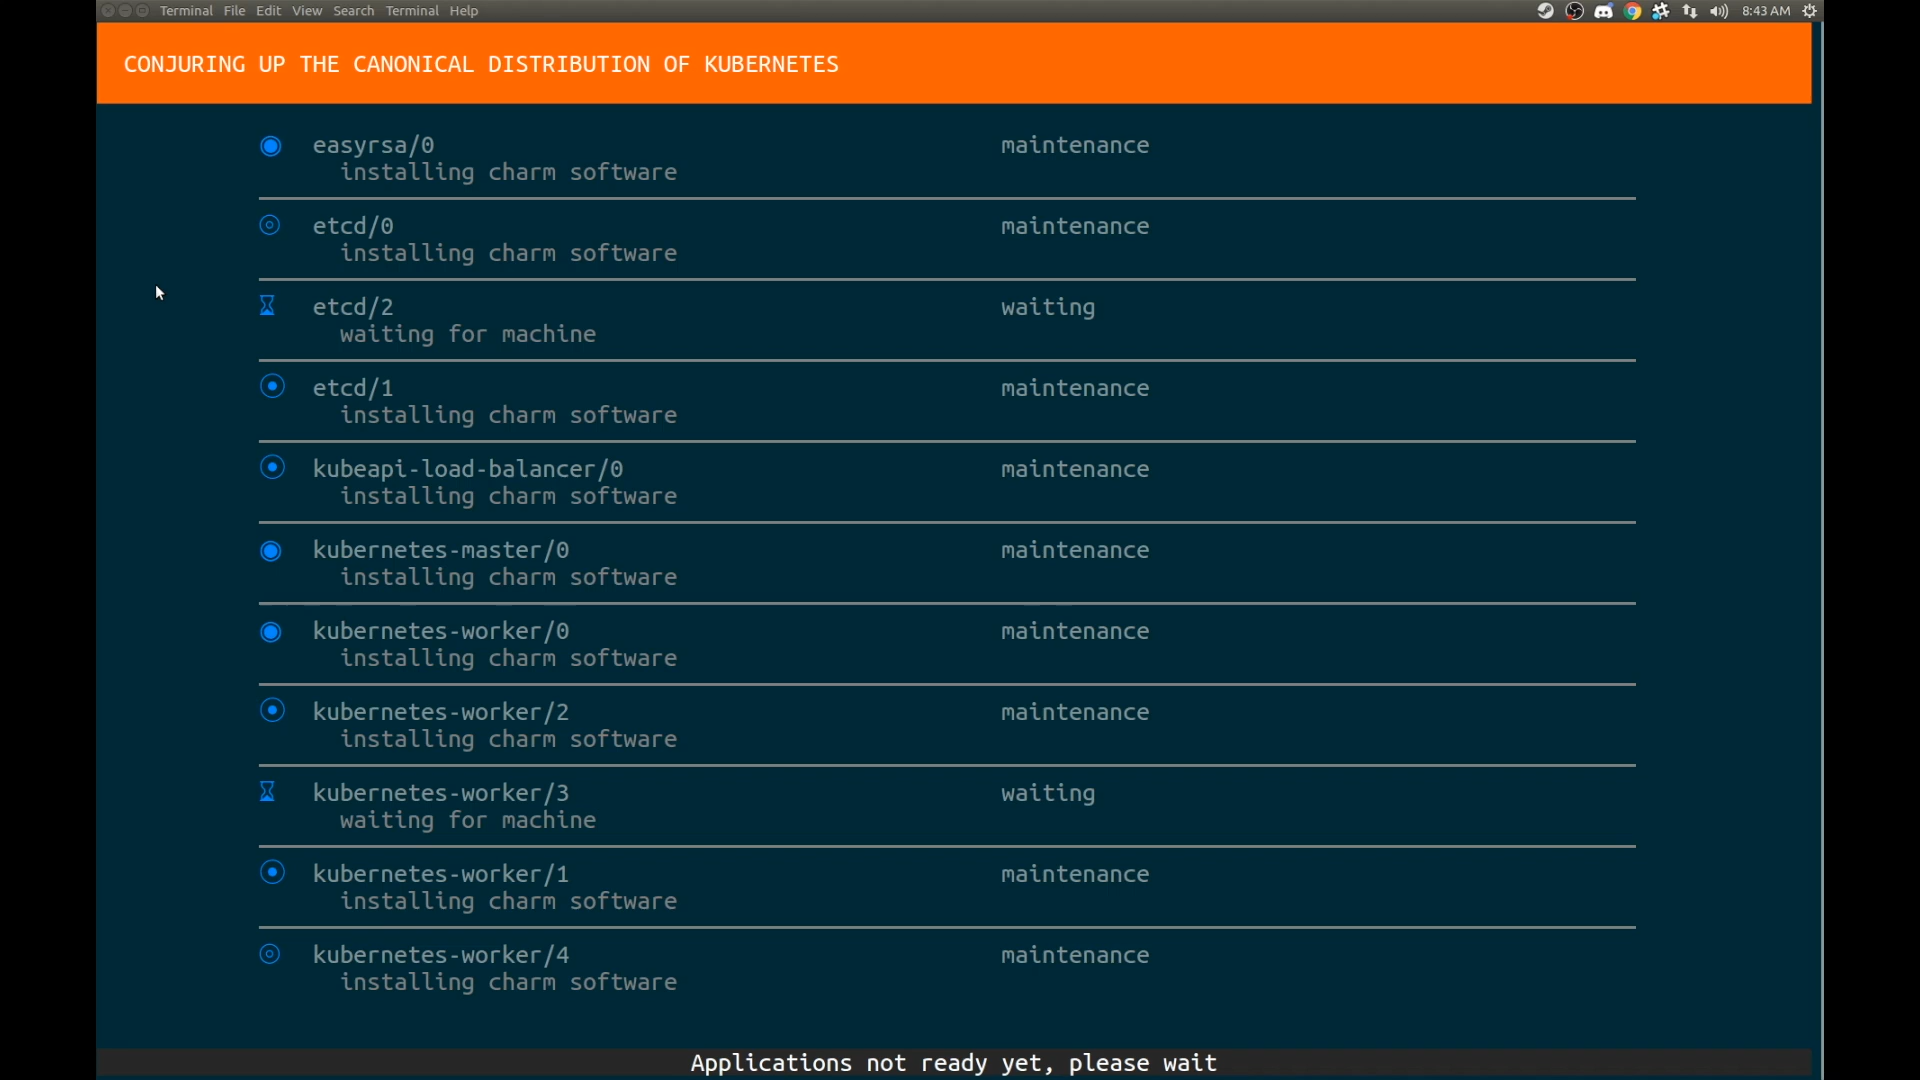 Terminal File Edit View Search Terminal Help 8:43 AM
CONJURING UP THE CANONICAL DISTRIBUTION OF KUBERNETES
easyrsa/0 maintenance
installing charm software
etcd/0 maintenance
installing charm software
etcd/2 waiting
waiting for machine
etcd/1 maintenance
installing charm software
kubeapi-load-balancer/0 maintenance
installing charm software
kubernetes-master/0 maintenance
installing charm software
kubernetes-worker/0 maintenance
installing charm software
kubernetes-worker/2 maintenance
installing charm software
kubernetes-worker/3 waiting
waiting for machine
kubernetes-worker/1 maintenance
installing charm software
kubernetes-worker/4 maintenance
installing charm software
Applications not ready yet, please wait